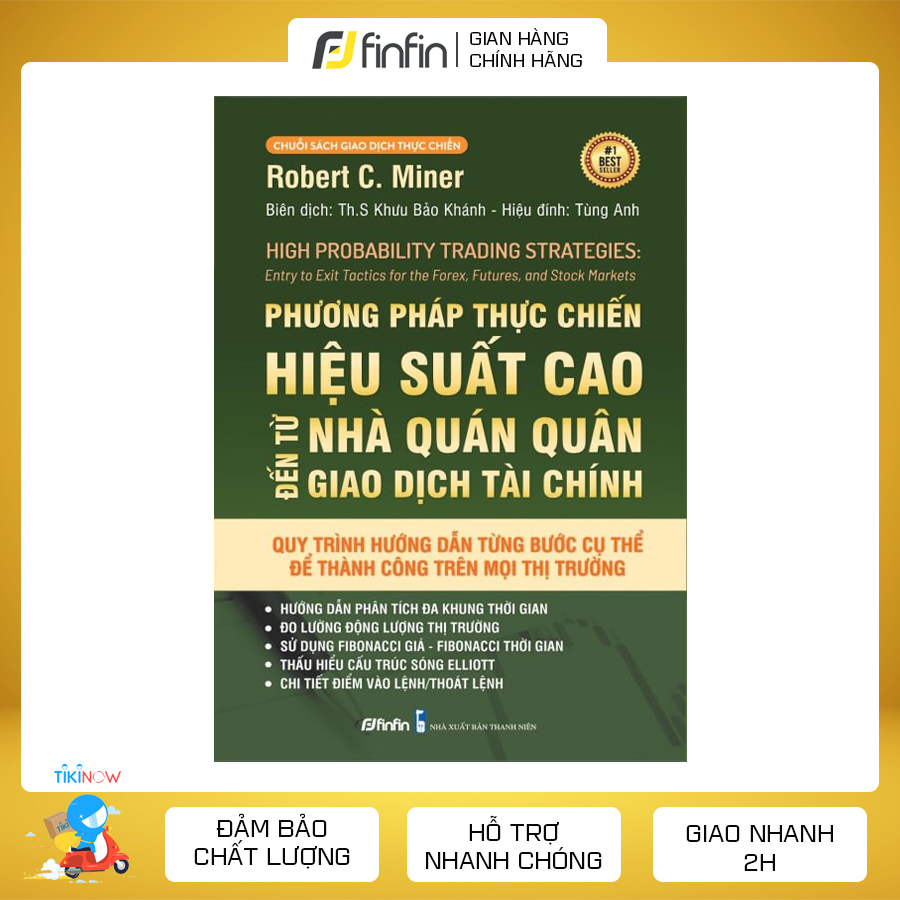 finfin
GIAN HÀNG
CHÍNH HÃNG
CHUỖI SÁCH GIAO DỊCH THỰC CHIẾN
Robert C. Miner
#1
BEST
SELLER
Biên dịch: Th.S Khưu Bảo Khánh - Hiệu đính: Tùng Anh
HIGH PROBABILITY TRADING STRATEGIES:
Entry to Exit Tactics for the Forex, Futures, and Stock Markets
PHƯƠNG PHÁP THỰC CHIẾN
HIỆU SUẤT CAO
ĐẾN TỪ
NHÀ QUÁN QUÂN
GIAO DỊCH TÀI CHÍNH
QUY TRÌNH HƯỚNG DẪN TỪNG BƯỚC CỤ THỂ
ĐỂ THÀNH CÔNG TRÊN MỌI THỊ TRƯỜNG
• HƯỚNG DẪN PHÂN TÍCH ĐA KHUNG THỜI GIAN
• ĐO LƯỜNG ĐỘNG LƯỢNG THỊ TRƯỜNG
• SỬ DỤNG FIBONACCI GIÁ - FIBONACCI THỜI GIAN
• THẤU HIỂU CẤU TRÚC SÓNG ELLIOTT
• CHI TIẾT ĐIỂM VÀO LỆNH/THOÁT LỆNH
finfin
NHÀ XUẤT BẢN THANH NIÊN
TIKINOW
TIKI
ĐẢM BẢO
CHẤT LƯỢNG
HỖ TRỢ
NHANH CHÓNG
GIAO NHANH
2H